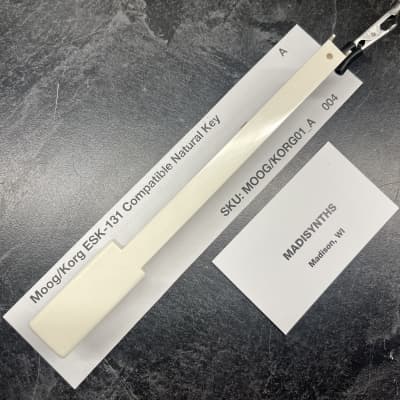 A
Moog/Korg ESK-131 Compatible Natural Key
SKU: MOOG/KORG01_A 004
MADISYNTHS
Madison, WI